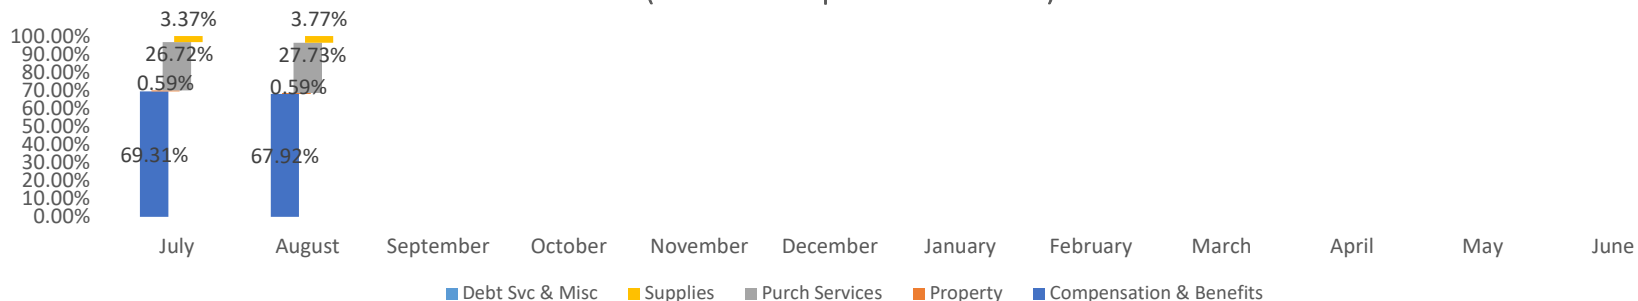 3.37% 3.77%
100.00%
90.00% 26.72% 27.73%
80.00%
70.00% 0.59% 0.59%
60.00%
50.00%
40.00%
30.00% 69.31% 67.92%
20.00%
10.00%
0.00%
July August September October November December January February March April May June
Debt Svc & Misc Supplies Purch Services Property Compensation & Benefits